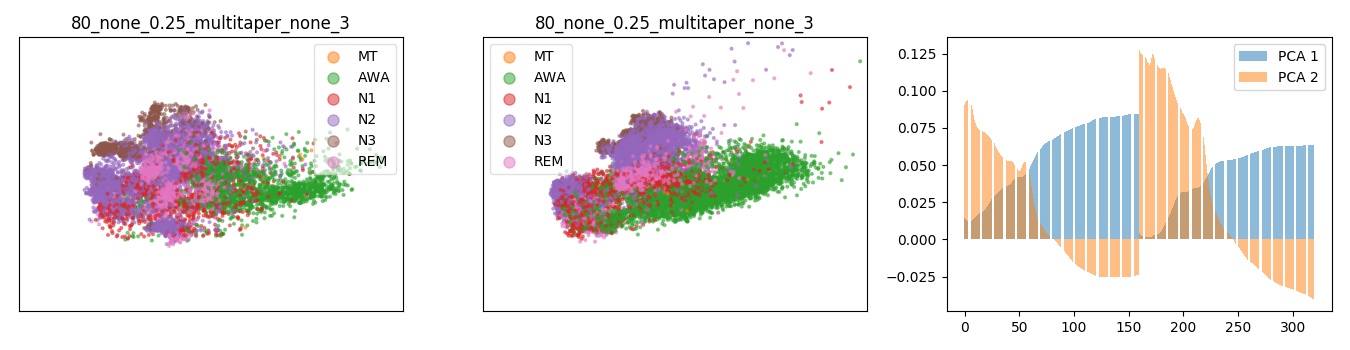 80_none_0.25_multitaper_none_3
MT
AWA
N1
N2
N3
REM
80_none_0.25_multitaper_none_3
MT
AWA
N1
N2
N3
REM
PCA 1
PCA 2
0.125
0.100
0.075
0.050
0.025
0.000
−0.025
0 50 100 150 200 250 300